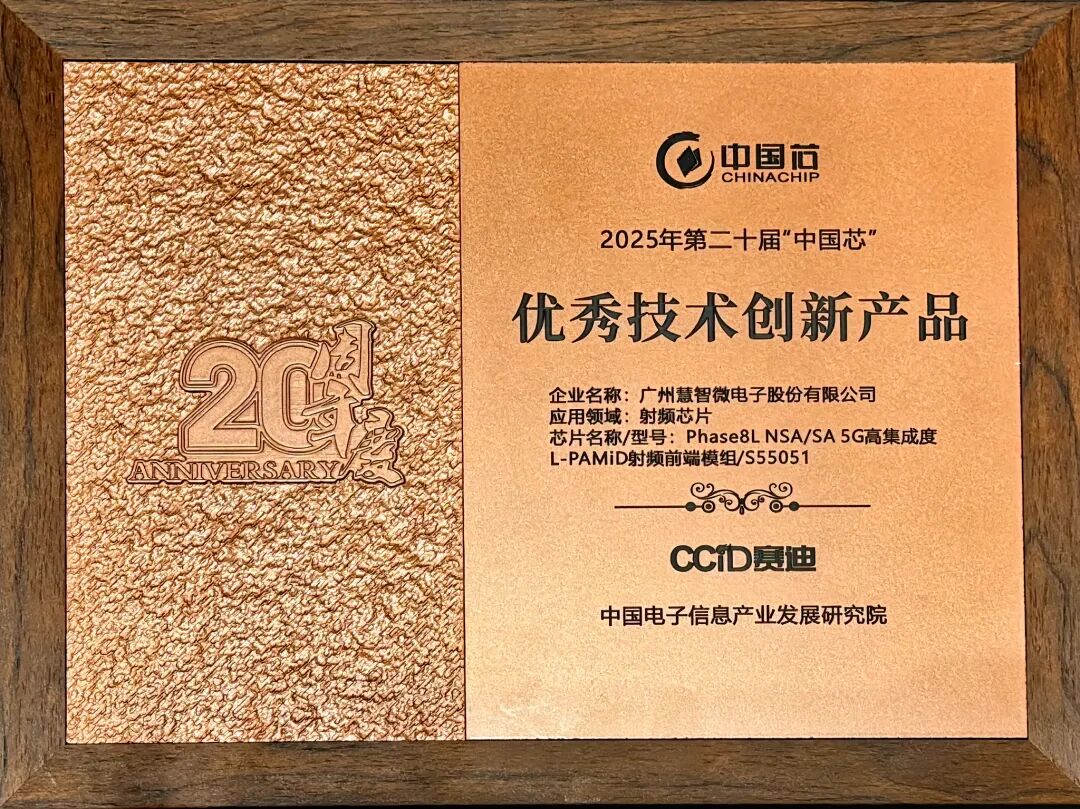 20周年度
ANNIVERSARY
中国芯
CHINACHIP
2025年第二十届“中国芯”
优秀技术创新产品
企业名称：广州慧智微电子股份有限公司
应用领域：射频芯片
芯片名称/型号：Phase8L NSA/SA 5G高集成度
L-PAMiD射频前端模组/S55051
CCID赛迪
中国电子信息产业发展研究院